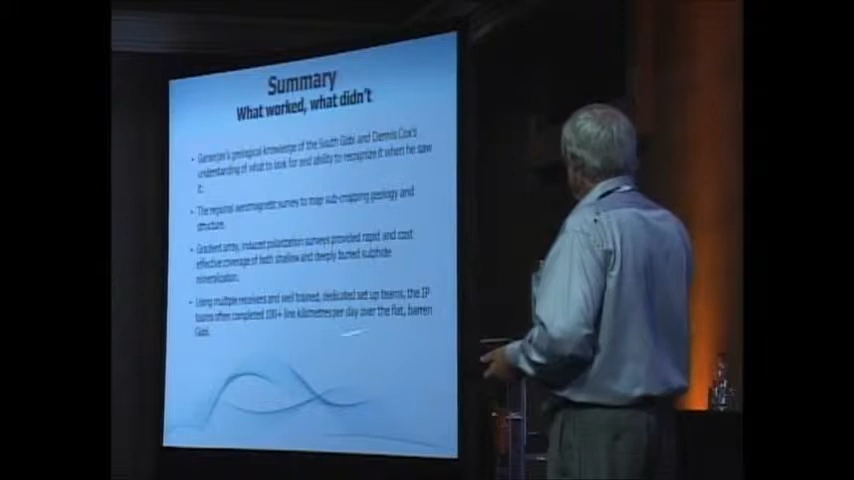 Summary
What worked, what didn't
• geological knowledge of the South Gobi and Dennis Cox's
understanding of what to look for and ability to recognize it when he saw
it.
• The regional aeromagnetic survey to map sub-cropping geology and
structure.
• Gradient array, induced polarization surveys provided rapid and cost
effective coverage of both shallow and deeply buried sulphide
mineralization.
• Using multiple receivers and well trained, dedicated set up teams, the IP
teams often completed 100+ line kilometres per day over the flat, barren
Gobi.